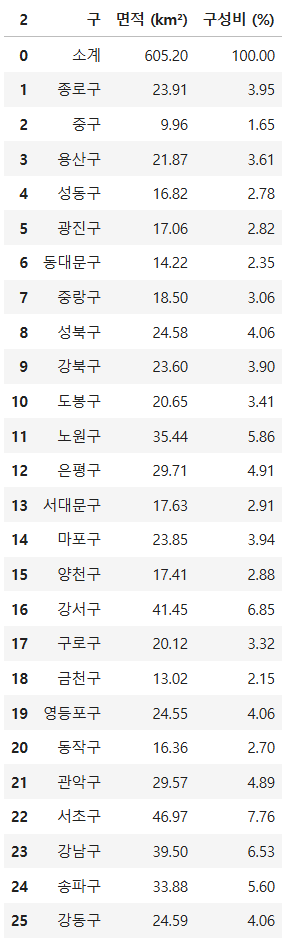 2 구 면적 (km²) 구성비 (%)
0 소계 605.20 100.00
1 종로구 23.91 3.95
2 중구 9.96 1.65
3 용산구 21.87 3.61
4 성동구 16.82 2.78
5 광진구 17.06 2.82
6 동대문구 14.22 2.35
7 중랑구 18.50 3.06
8 성북구 24.58 4.06
9 강북구 23.60 3.90
10 도봉구 20.65 3.41
11 노원구 35.44 5.86
12 은평구 29.71 4.91
13 서대문구 17.63 2.91
14 마포구 23.85 3.94
15 양천구 17.41 2.88
16 강서구 41.45 6.85
17 구로구 20.12 3.32
18 금천구 13.02 2.15
19 영등포구 24.55 4.06
20 동작구 16.36 2.70
21 관악구 29.57 4.89
22 서초구 46.97 7.76
23 강남구 39.50 6.53
24 송파구 33.88 5.60
25 강동구 24.59 4.06